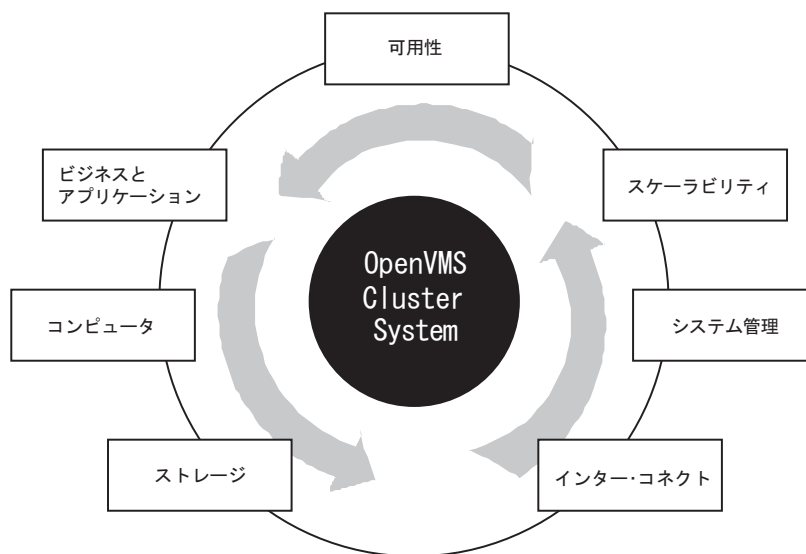 可用性
ビジネスと
アプリケーション
スケーラビリティ
OpenVMS
Cluster
System
コンピュータ
システム管理
ストレージ
インター・コネクト